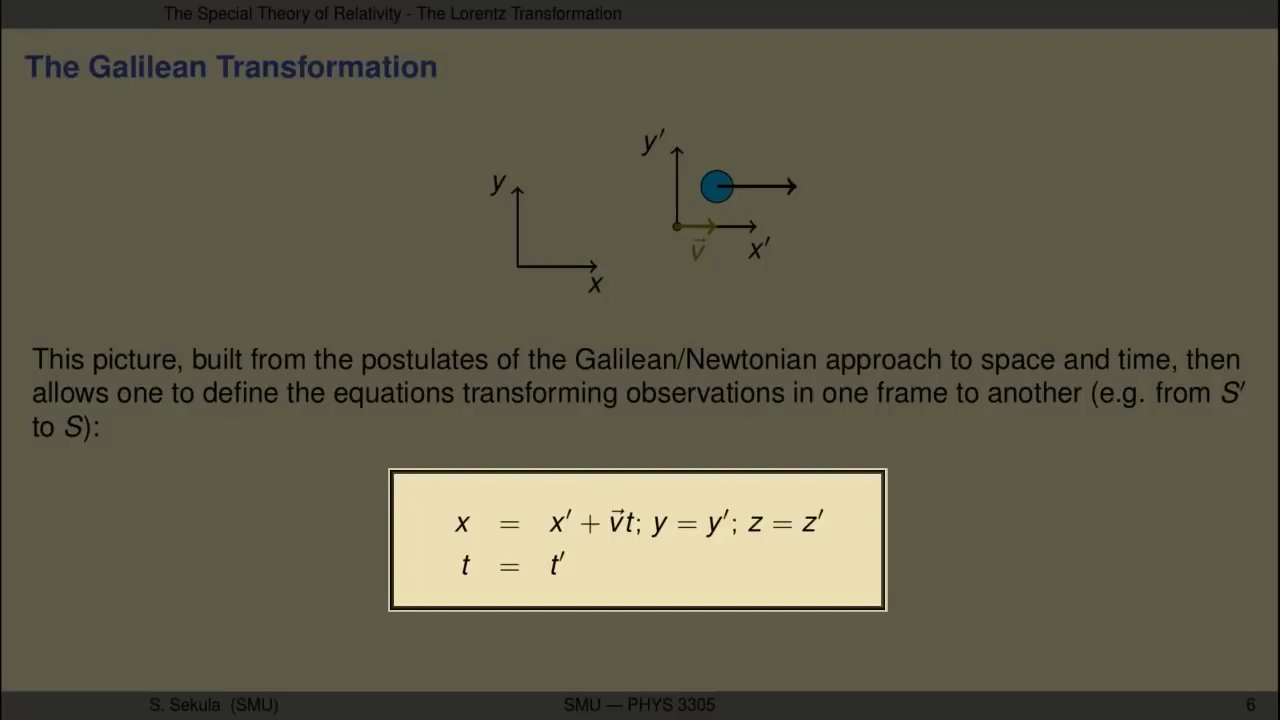 The Special Theory of Relativity - The Lorentz Transformation
The Galilean Transformation
y′
y
v⃗
x′
x
This picture, built from the postulates of the Galilean/Newtonian approach to space and time, then
allows one to define the equations transforming observations in one frame to another (e.g. from S′
to S):
x = x′ + v⃗t; y = y′; z = z′
t = t′
S. Sekula (SMU) SMU — PHYS 3305 6